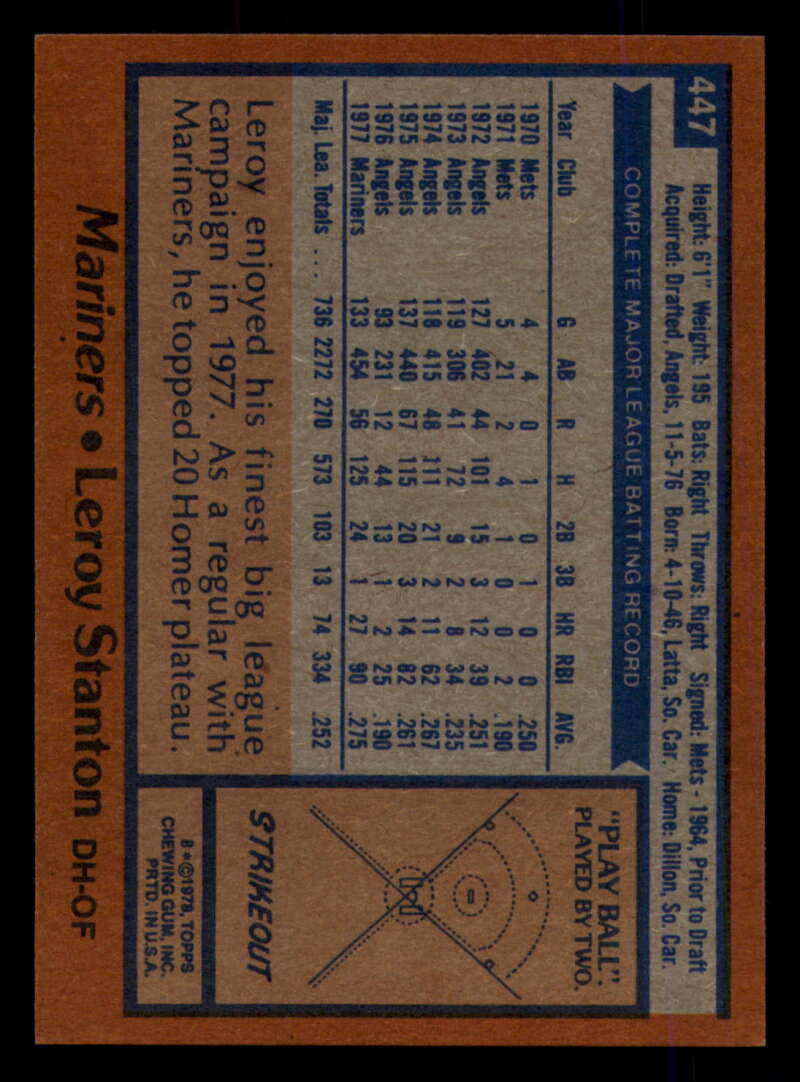 447
Height: 6'1" Weight: 195 Bats: Right Throws: Right Signed: Mets - 1964, Prior to Draft
Acquired: Drafted, Angels, 11-5-76 Born: 4-10-46, Latta, So. Car. Home: Dillon, So. Car.
COMPLETE MAJOR LEAGUE BATTING RECORD
Year Club G AB R H 2B 3B HR RBI AVG.
1970 Mets 4 4 0 1 0 1 0 0 .250
1971 Mets 5 21 2 4 1 0 0 2 .190
1972 Angels 127 402 44 101 15 3 12 39 .251
1973 Angels 119 306 41 72 9 2 8 34 .235
1974 Angels 118 415 48 111 21 2 11 62 .267
1975 Angels 137 440 67 115 20 3 14 82 .261
1976 Angels 93 231 12 44 13 1 2 25 .190
1977 Mariners 133 454 56 125 24 1 27 90 .275
Maj. Lea. Totals ... 736 2272 270 573 103 13 74 334 .252
Leroy enjoyed his finest big league
campaign in 1977. As a regular with
Mariners, he topped 20 Homer plateau.
"PLAY BALL".
PLAYED BY TWO.
STRIKEOUT
8*©1978, TOPPS
CHEWING GUM, INC.
PRTD. IN U.S.A.
Mariners • Leroy Stanton DH-OF